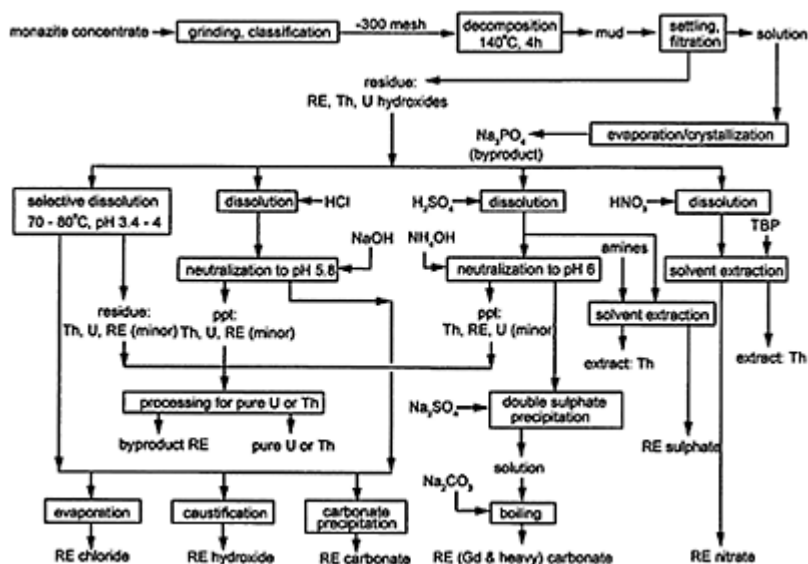 monazite concentrate
grinding, classification
-300 mesh
decomposition
140°C, 4h
mud
settling,
filtration
solution
residue:
RE, Th, U hydroxides
Na₃PO₄
(byproduct)
evaporation/crystallization
selective dissolution
70 - 80°C, pH 3.4 - 4
dissolution
HCl
H₂SO₄
dissolution
HNO₃
dissolution
NaOH
NH₄OH
amines
TBP
neutralization to pH 5.8
neutralization to pH 6
solvent extraction
residue:
Th, U, RE (minor)
ppt:
Th, U, RE (minor)
ppt:
Th, RE, U (minor)
solvent extraction
extract: Th
extract: Th
processing for pure U or Th
Na₂SO₄
double sulphate
precipitation
byproduct RE
pure U or Th
RE sulphate
solution
Na₂CO₃
evaporation
caustification
carbonate
precipitation
boiling
RE chloride
RE hydroxide
RE carbonate
RE (Gd & heavy) carbonate
RE nitrate